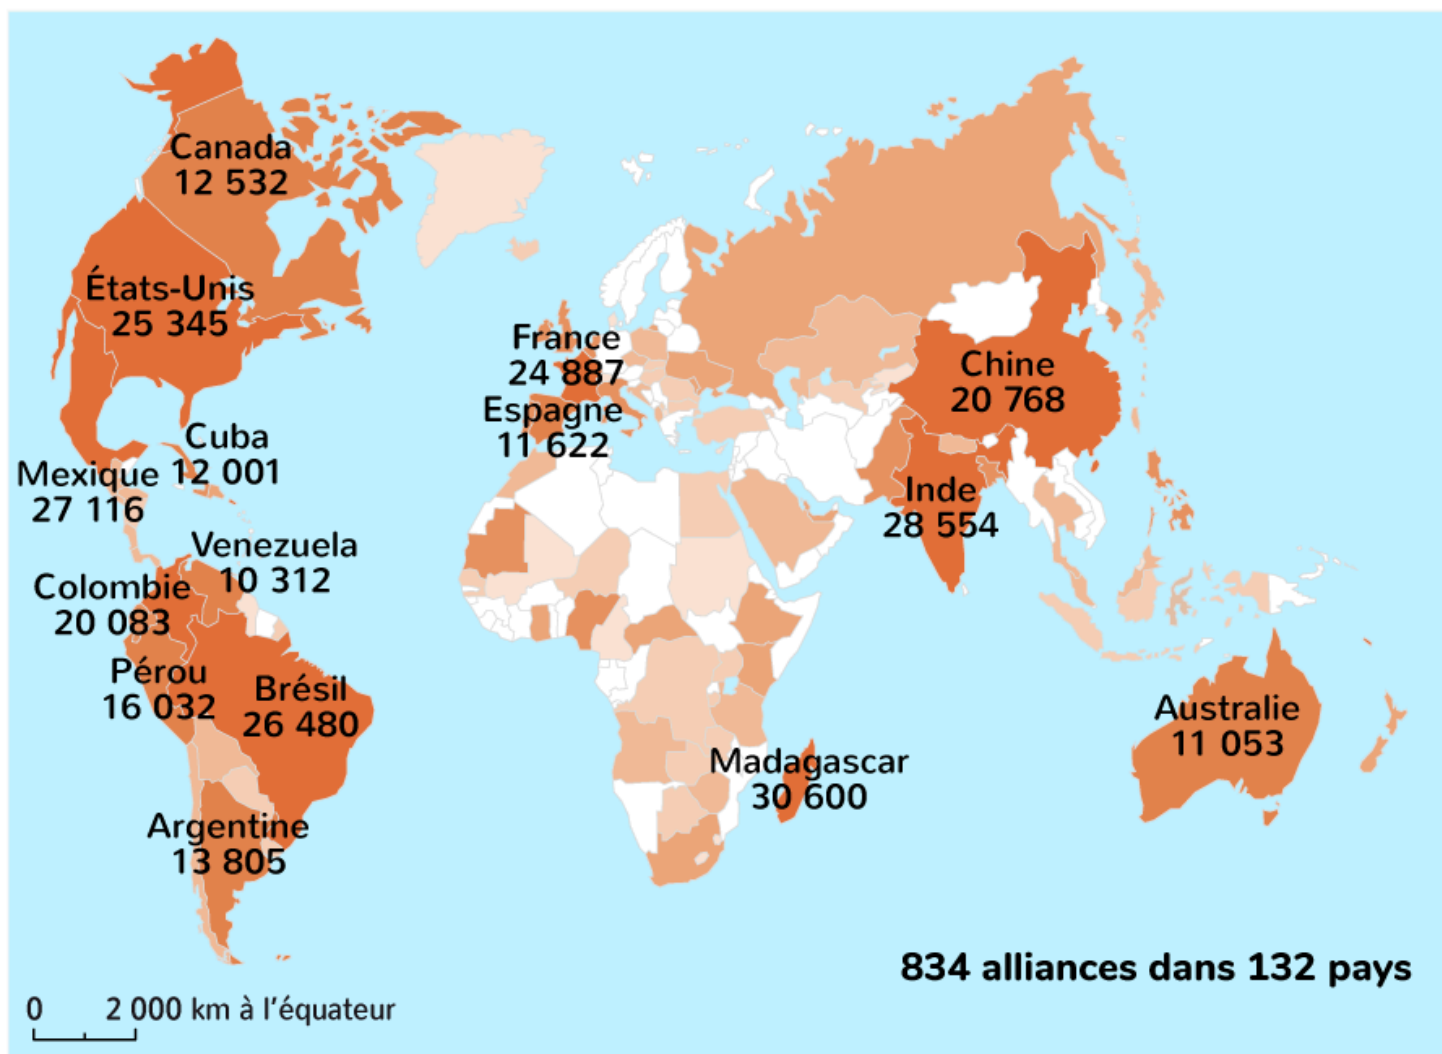 Canada
12 532
États-Unis
25 345
France
24 887
Chine
20 768
Espagne
11 622
Cuba
12 001
Mexique
27 116
Inde
28 554
Venezuela
10 312
Colombie
20 083
Pérou
16 032
Brésil
26 480
Australie
11 053
Madagascar
30 600
Argentine
13 805
834 alliances dans 132 pays
0 2 000 km à l'équateur